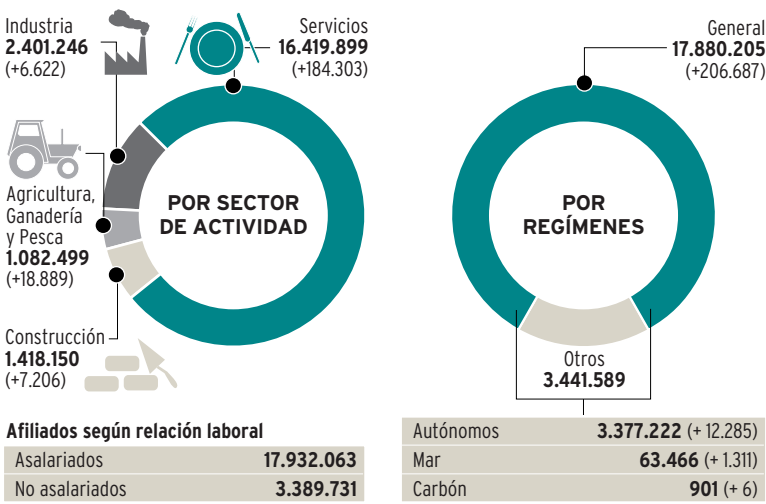 Industria
2.401.246
(+6.622)
Servicios
16.419.899
(+184.303)
Agricultura,
Ganadería
y Pesca
1.082.499
(+18.889)
POR SECTOR
DE ACTIVIDAD
Construcción
1.418.150
(+7.206)
General
17.880.205
(+206.687)
POR
REGÍMENES
Otros
3.441.589
Afiliados según relación laboral
Asalariados 17.932.063
No asalariados 3.389.731
Autónomos 3.377.222 (+ 12.285)
Mar 63.466 (+ 1.311)
Carbón 901 (+ 6)